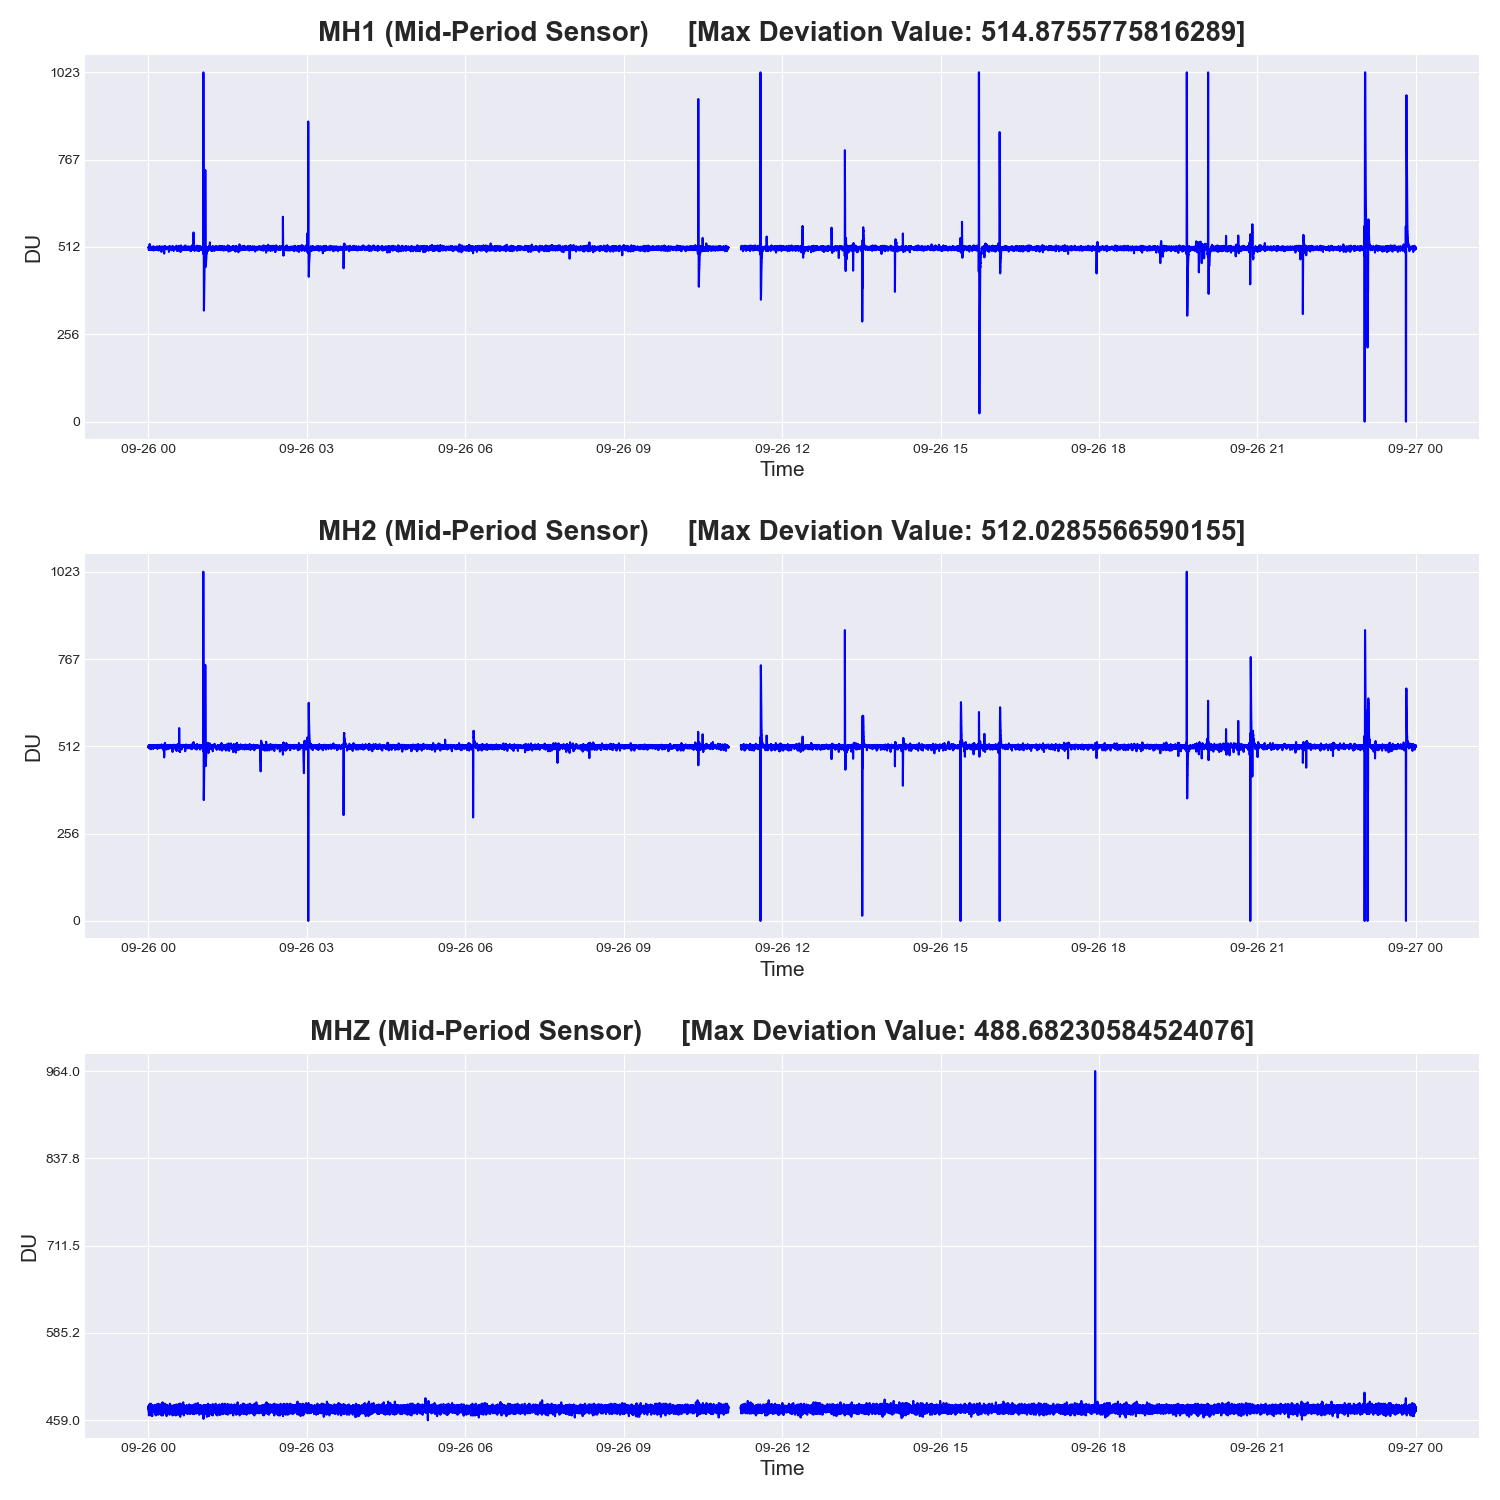 MH1 (Mid-Period Sensor) [Max Deviation Value: 514.8755775816289]
1023
767
512
256
0
DU
09-26 00 09-26 03 09-26 06 09-26 09 09-26 12 09-26 15 09-26 18 09-26 21 09-27 00
Time
MH2 (Mid-Period Sensor) [Max Deviation Value: 512.0285566590155]
1023
767
512
256
0
DU
09-26 00 09-26 03 09-26 06 09-26 09 09-26 12 09-26 15 09-26 18 09-26 21 09-27 00
Time
MHZ (Mid-Period Sensor) [Max Deviation Value: 488.68230584524076]
964.0
837.8
711.5
585.2
459.0
DU
09-26 00 09-26 03 09-26 06 09-26 09 09-26 12 09-26 15 09-26 18 09-26 21 09-27 00
Time